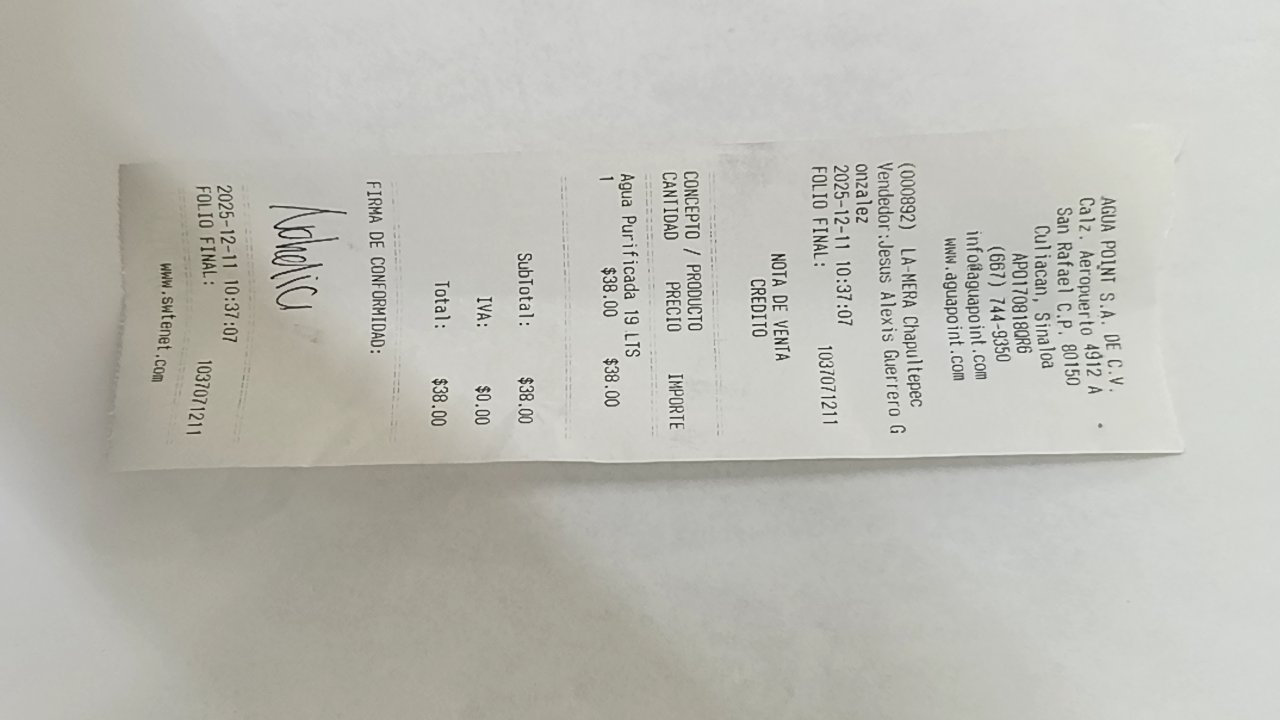 AGUA POINT S.A. DE C.V.
Calz. Aeropuerto 4912 A
San Rafael C.P. 80150
Culiacan, Sinaloa
APO170818QR6
(667) 744-9350
info@aguapoint.com
www.aguapoint.com
(000892) LA-MERA Chapultepec
Vendedor:Jesus Alexis Guerrero G
onzalez
2025-12-11 10:37:07
FOLIO FINAL: 1037071211
NOTA DE VENTA
CREDITO
CONCEPTO / PRODUCTO
CANTIDAD PRECIO IMPORTE
Agua Purificada 19 LTS
1 $38.00 $38.00
SubTotal: $38.00
IVA: $0.00
Total: $38.00
FIRMA DE CONFORMIDAD:
2025-12-11 10:37:07
FOLIO FINAL: 1037071211
www.swtenet.com